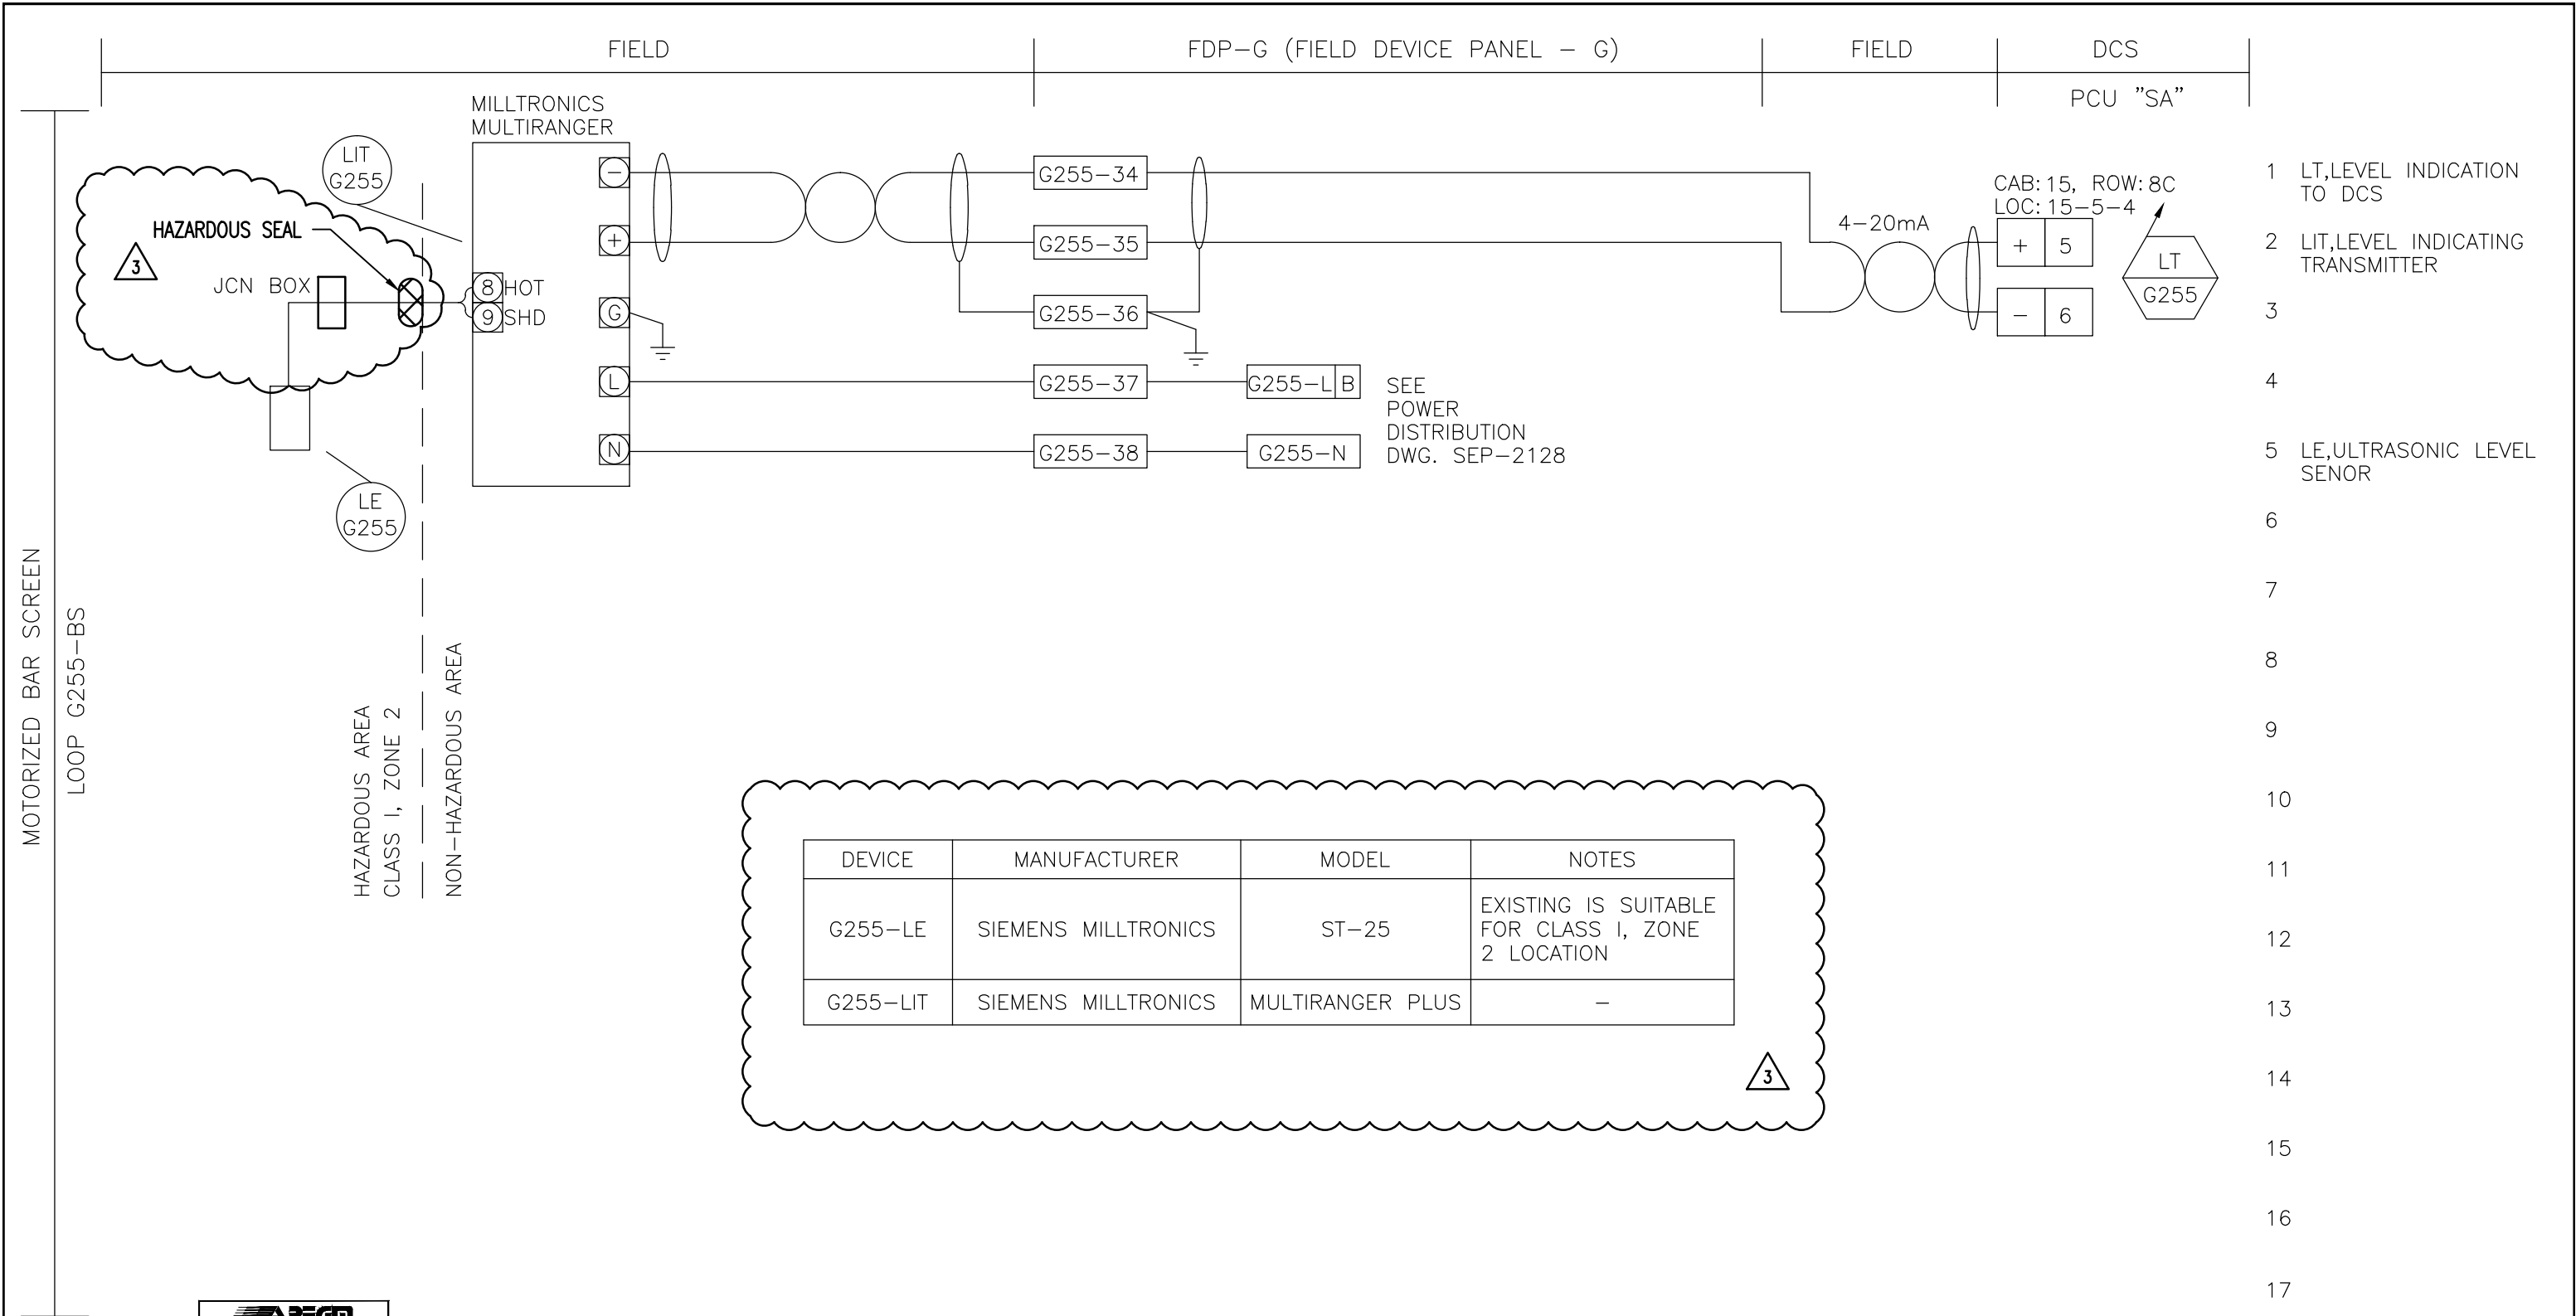 FIELD
FDP-G (FIELD DEVICE PANEL - G)
FIELD
DCS
PCU "SA"
MILLTRONICS
MULTIRANGER
LIT
G255
HAZARDOUS SEAL
3
JCN BOX
8 HOT
9 SHD
-
+
G
L
N
LE
G255
G255-34
G255-35
G255-36
G255-37
G255-38
G255-L B
G255-N
SEE
POWER
DISTRIBUTION
DWG. SEP-2128
4-20mA
CAB: 15, ROW: 8C
LOC: 15-5-4
+ 5
- 6
LT
G255
1 LT,LEVEL INDICATION
TO DCS
2 LIT,LEVEL INDICATING
TRANSMITTER
3
4
5 LE,ULTRASONIC LEVEL
SENOR
6
7
8
9
10
11
12
13
14
15
16
17
MOTORIZED BAR SCREEN
LOOP G255-BS
HAZARDOUS AREA
CLASS I, ZONE 2
NON-HAZARDOUS AREA
DEVICE MANUFACTURER MODEL NOTES
G255-LE SIEMENS MILLTRONICS ST-25 EXISTING IS SUITABLE
FOR CLASS I, ZONE
2 LOCATION
G255-LIT SIEMENS MILLTRONICS MULTIRANGER PLUS -
3